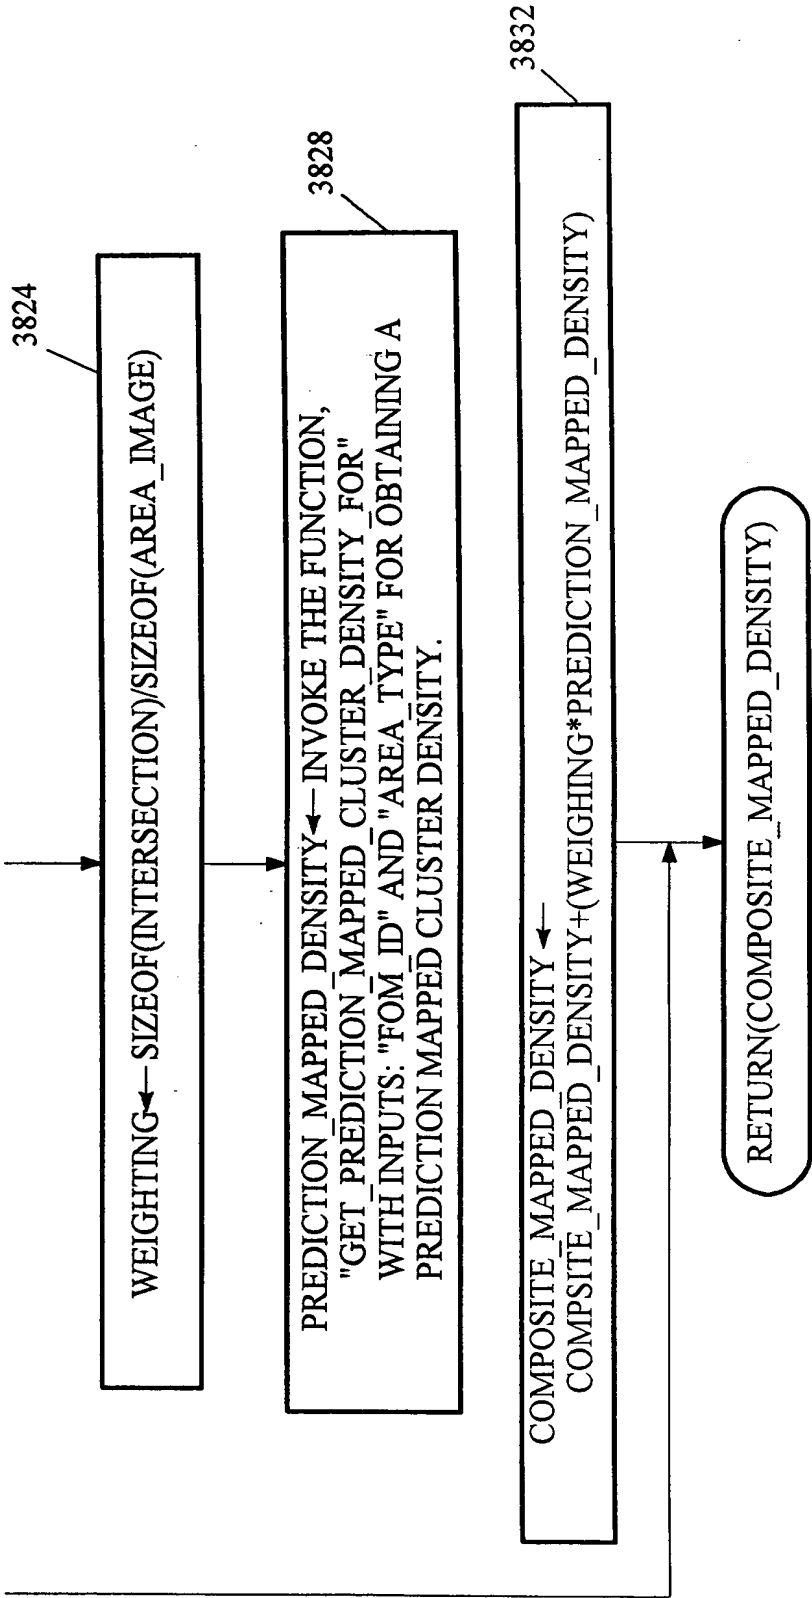 3824
WEIGHTING ← SIZEOF(INTERSECTION)/SIZEOF(AREA_IMAGE)
3828
PREDICTION_MAPPED_DENSITY ← INVOKE THE FUNCTION,
"GET_PREDICTION_MAPPED_CLUSTER_DENSITY_FOR"
WITH INPUTS: "FOM_ID" AND "AREA_TYPE" FOR OBTAINING A
PREDICTION MAPPED CLUSTER DENSITY.
3832
COMPOSITE_MAPPED_DENSITY ←
COMPSITE_MAPPED_DENSITY+(WEIGHING*PREDICTION_MAPPED_DENSITY)
RETURN(COMPOSITE_MAPPED_DENSITY)